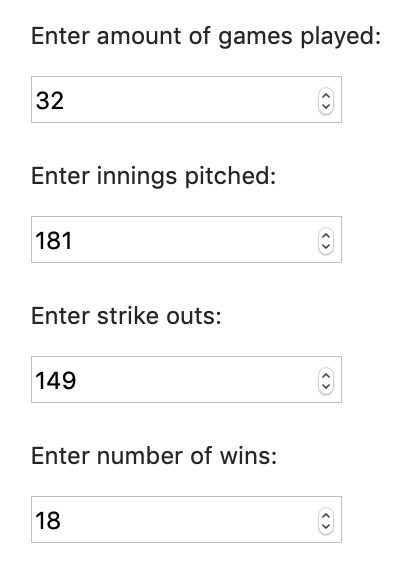 Enter amount of games played:
32
Enter innings pitched:
181
Enter strike outs:
149
Enter number of wins:
18